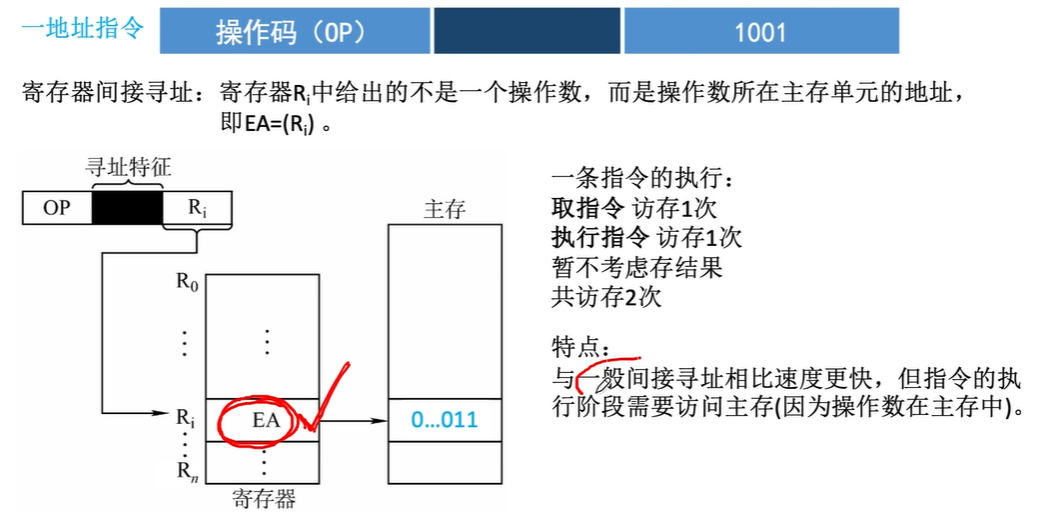 一地址指令 操作码（OP） 1001
寄存器间接寻址：寄存器Rᵢ中给出的不是一个操作数，而是操作数所在主存单元的地址，
即EA=(Rᵢ) 。
寻址特征
OP Rᵢ
主存
R₀
⋮ ⋮
Rᵢ EA 0...011
⋮ ⋮
Rₙ
寄存器
一条指令的执行：
取指令 访存1次
执行指令 访存1次
暂不考虑存结果
共访存2次
特点：
与一般间接寻址相比速度更快，但指令的执
行阶段需要访问主存(因为操作数在主存中)。